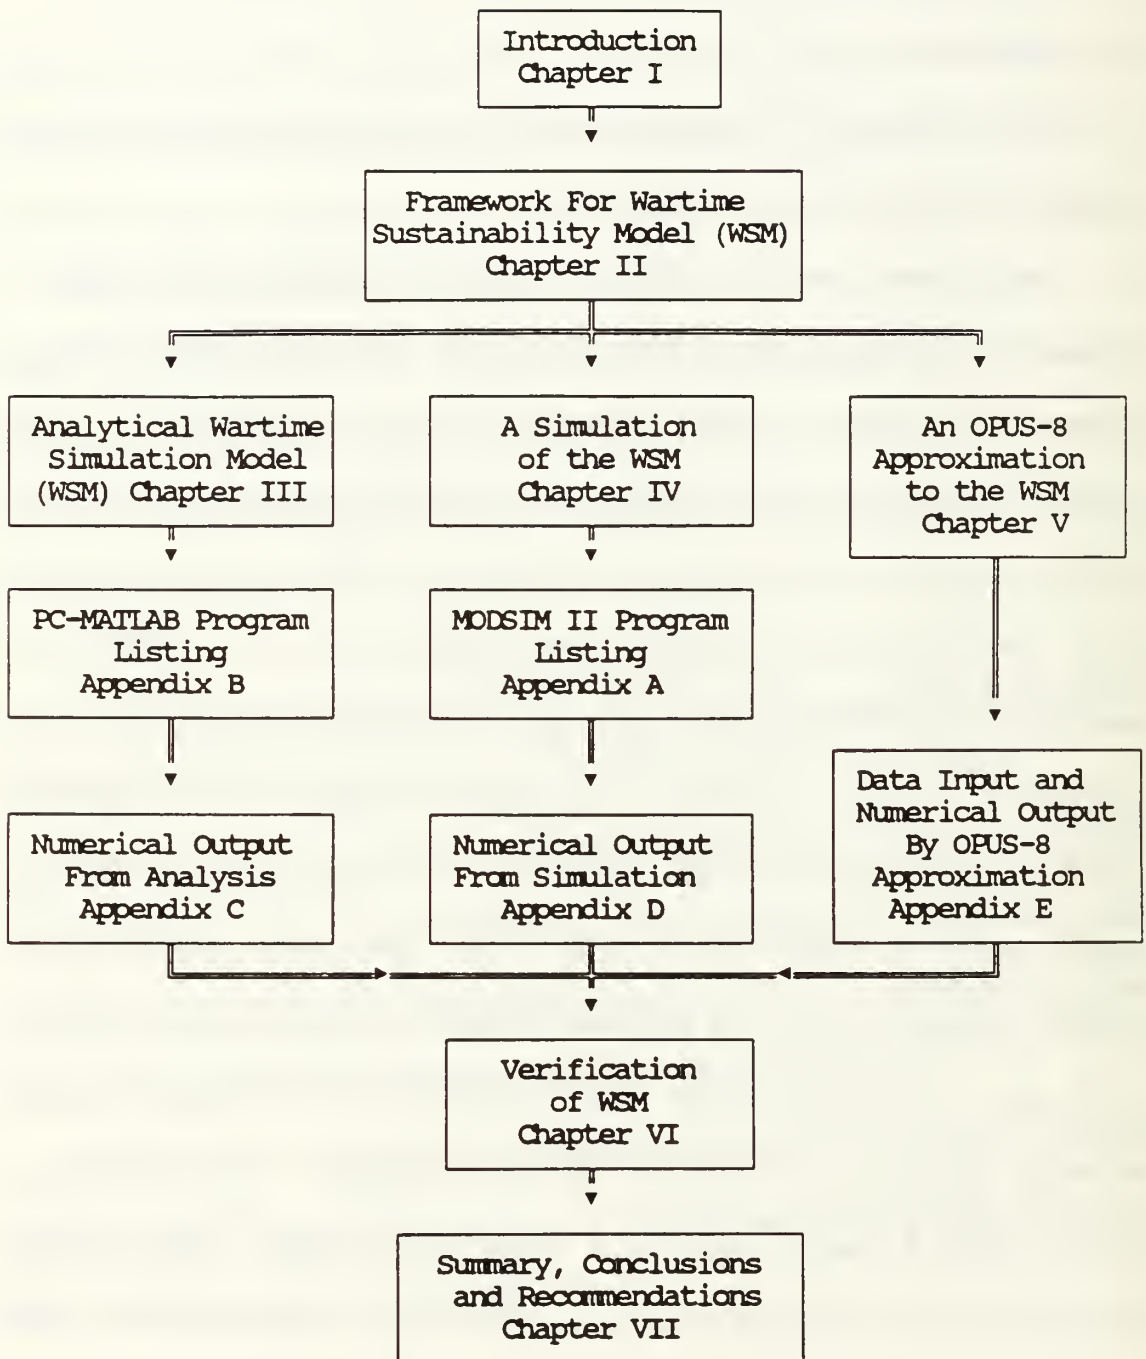 Introduction
Chapter I
Framework For Wartime
Sustainability Model (WSM)
Chapter II
Analytical Wartime
Simulation Model
(WSM) Chapter III
A Simulation
of the WSM
Chapter IV
An OPUS-8
Approximation
to the WSM
Chapter V
PC-MATLAB Program
Listing
Appendix B
MODSIM II Program
Listing
Appendix A
Numerical Output
From Analysis
Appendix C
Numerical Output
From Simulation
Appendix D
Data Input and
Numerical Output
By OPUS-8
Approximation
Appendix E
Verification
of WSM
Chapter VI
Summary, Conclusions
and Recommendations
Chapter VII